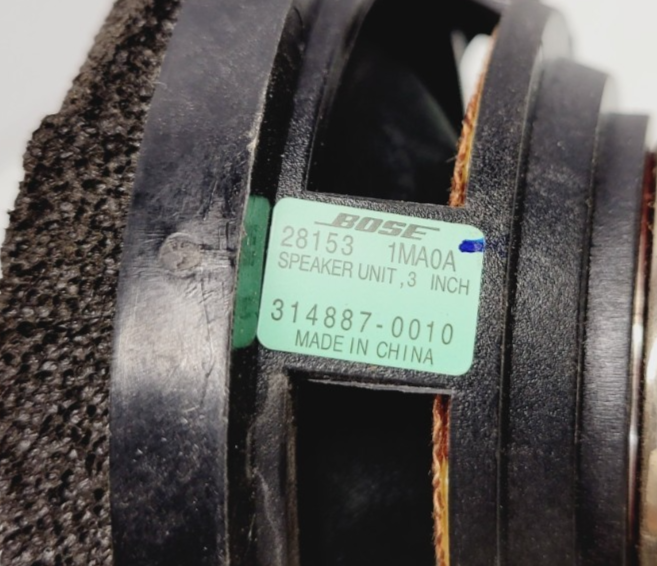 BOSE
28153 1MA0A
SPEAKER UNIT, 3 INCH
314887-0010
MADE IN CHINA